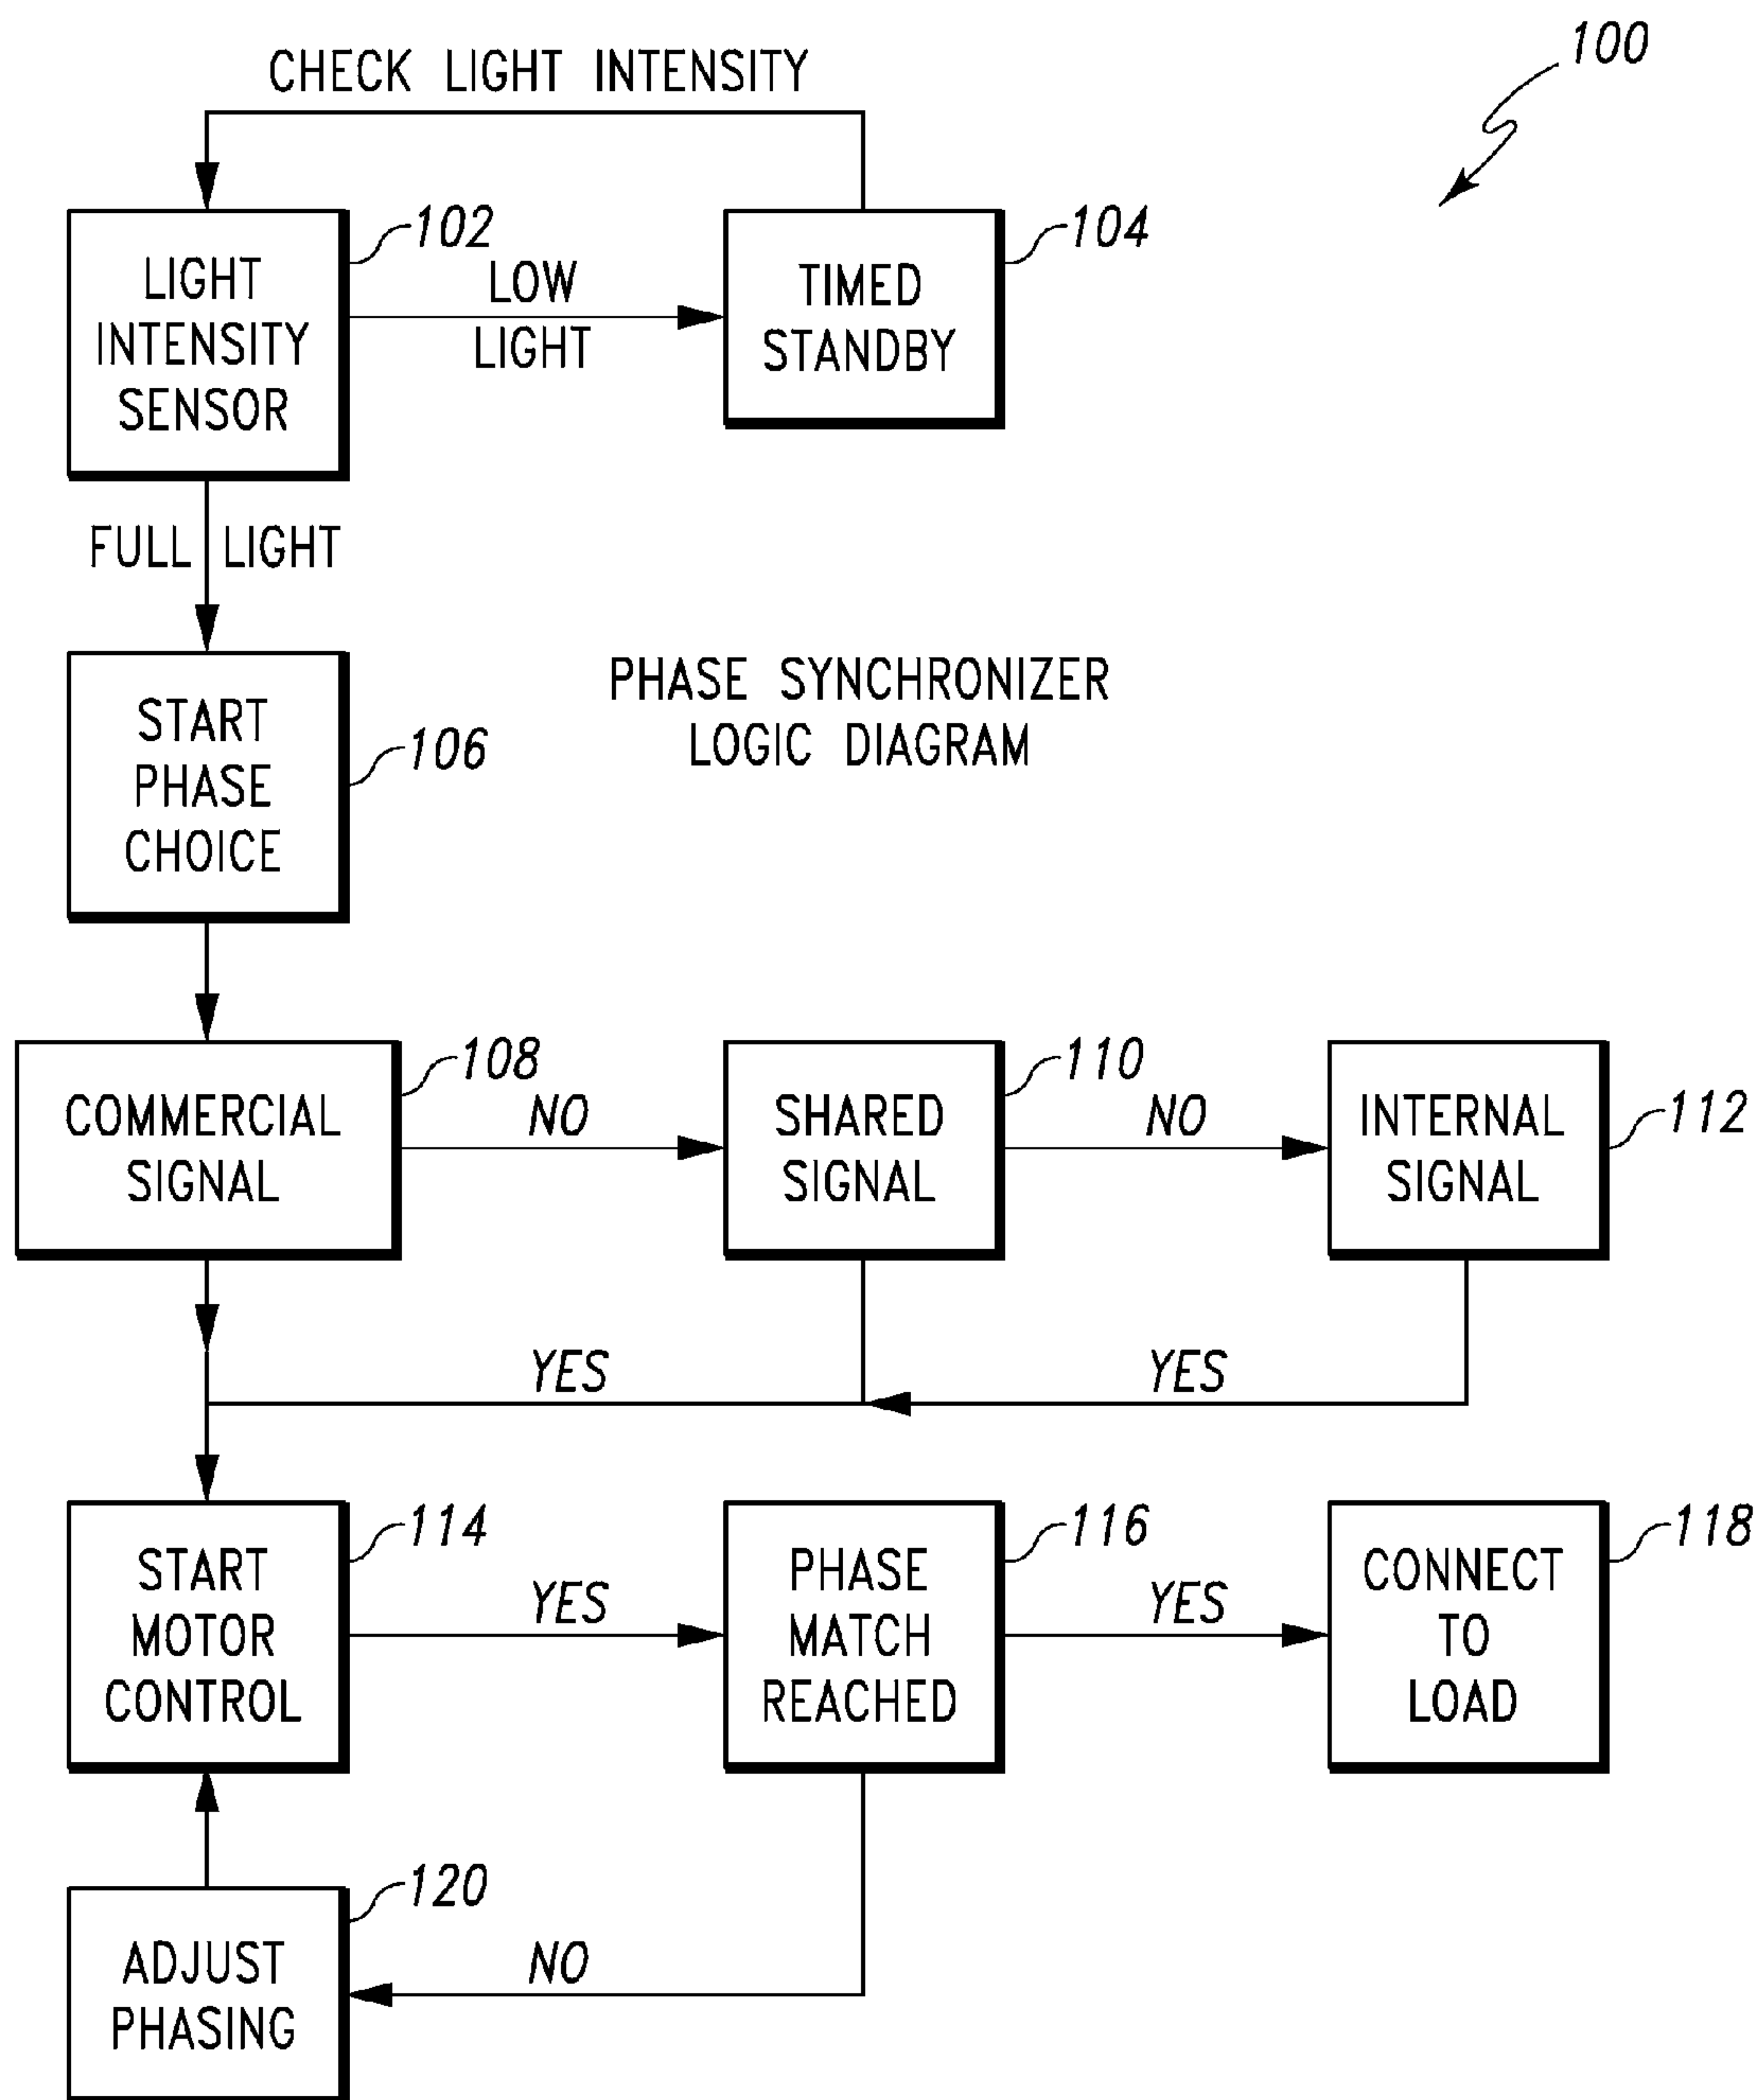 100
CHECK LIGHT INTENSITY
102
LIGHT
INTENSITY
SENSOR
LOW
LIGHT
104
TIMED
STANDBY
FULL LIGHT
PHASE SYNCHRONIZER
LOGIC DIAGRAM
106
START
PHASE
CHOICE
108
COMMERCIAL
SIGNAL
NO
110
SHARED
SIGNAL
NO
112
INTERNAL
SIGNAL
YES
YES
114
START
MOTOR
CONTROL
YES
116
PHASE
MATCH
REACHED
YES
118
CONNECT
TO
LOAD
120
ADJUST
PHASING
NO